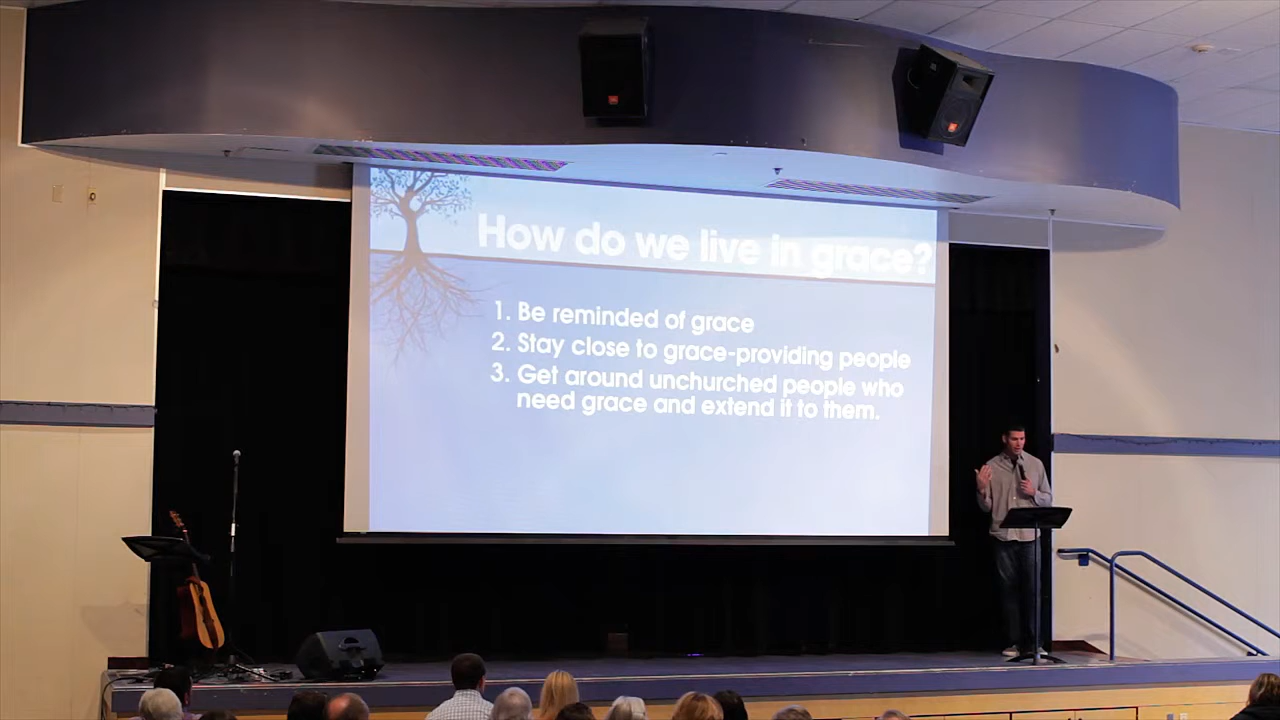 How do we live in grace?
1. Be reminded of grace
2. Stay close to grace-providing people
3. Get around unchurched people who
need grace and extend it to them.